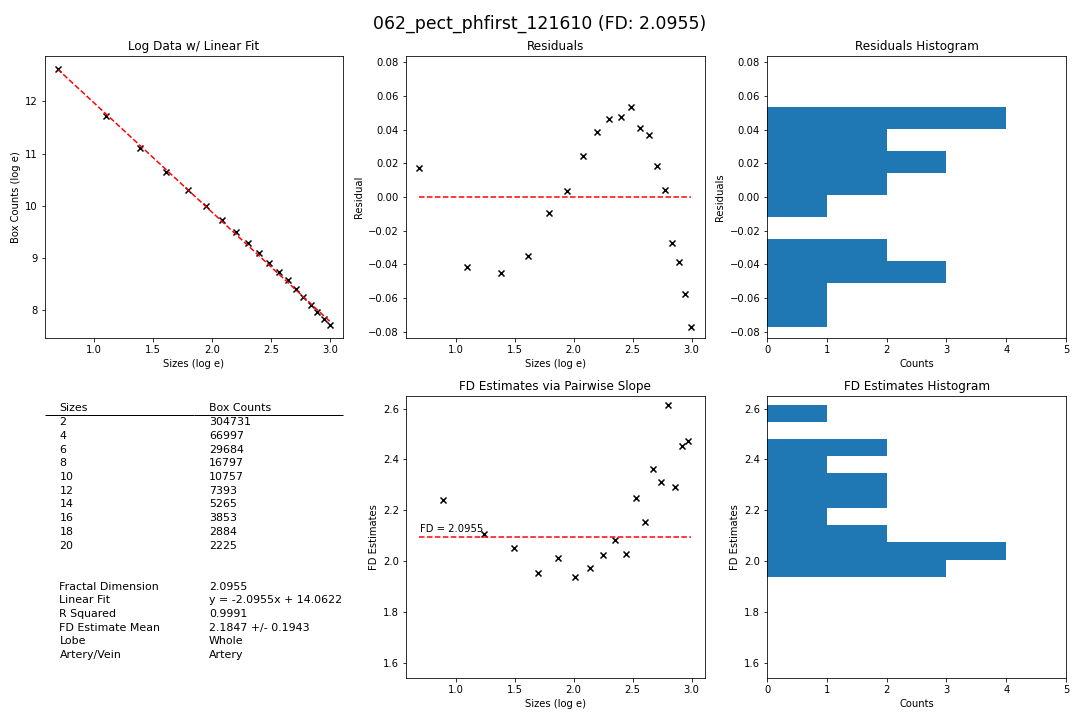 062_pect_phfirst_121610 (FD: 2.0955)
Log Data w/ Linear Fit
Box Counts (log e)
12
11
10
9
8
1.0 1.5 2.0 2.5 3.0
Sizes (log e)
Residuals
Residual
0.08
0.06
0.04
0.02
0.00
−0.02
−0.04
−0.06
−0.08
1.0 1.5 2.0 2.5 3.0
Sizes (log e)
Residuals Histogram
Residuals
0.08
0.06
0.04
0.02
0.00
−0.02
−0.04
−0.06
−0.08
0 1 2 3 4 5
Counts
Sizes Box Counts
2 304731
4 66997
6 29684
8 16797
10 10757
12 7393
14 5265
16 3853
18 2884
20 2225
Fractal Dimension 2.0955
Linear Fit y = -2.0955x + 14.0622
R Squared 0.9991
FD Estimate Mean 2.1847 +/- 0.1943
Lobe Whole
Artery/Vein Artery
FD Estimates via Pairwise Slope
FD Estimates
2.6
2.4
2.2
2.0
1.8
1.6
FD = 2.0955
1.0 1.5 2.0 2.5 3.0
Sizes (log e)
FD Estimates Histogram
FD Estimates
2.6
2.4
2.2
2.0
1.8
1.6
0 1 2 3 4 5
Counts